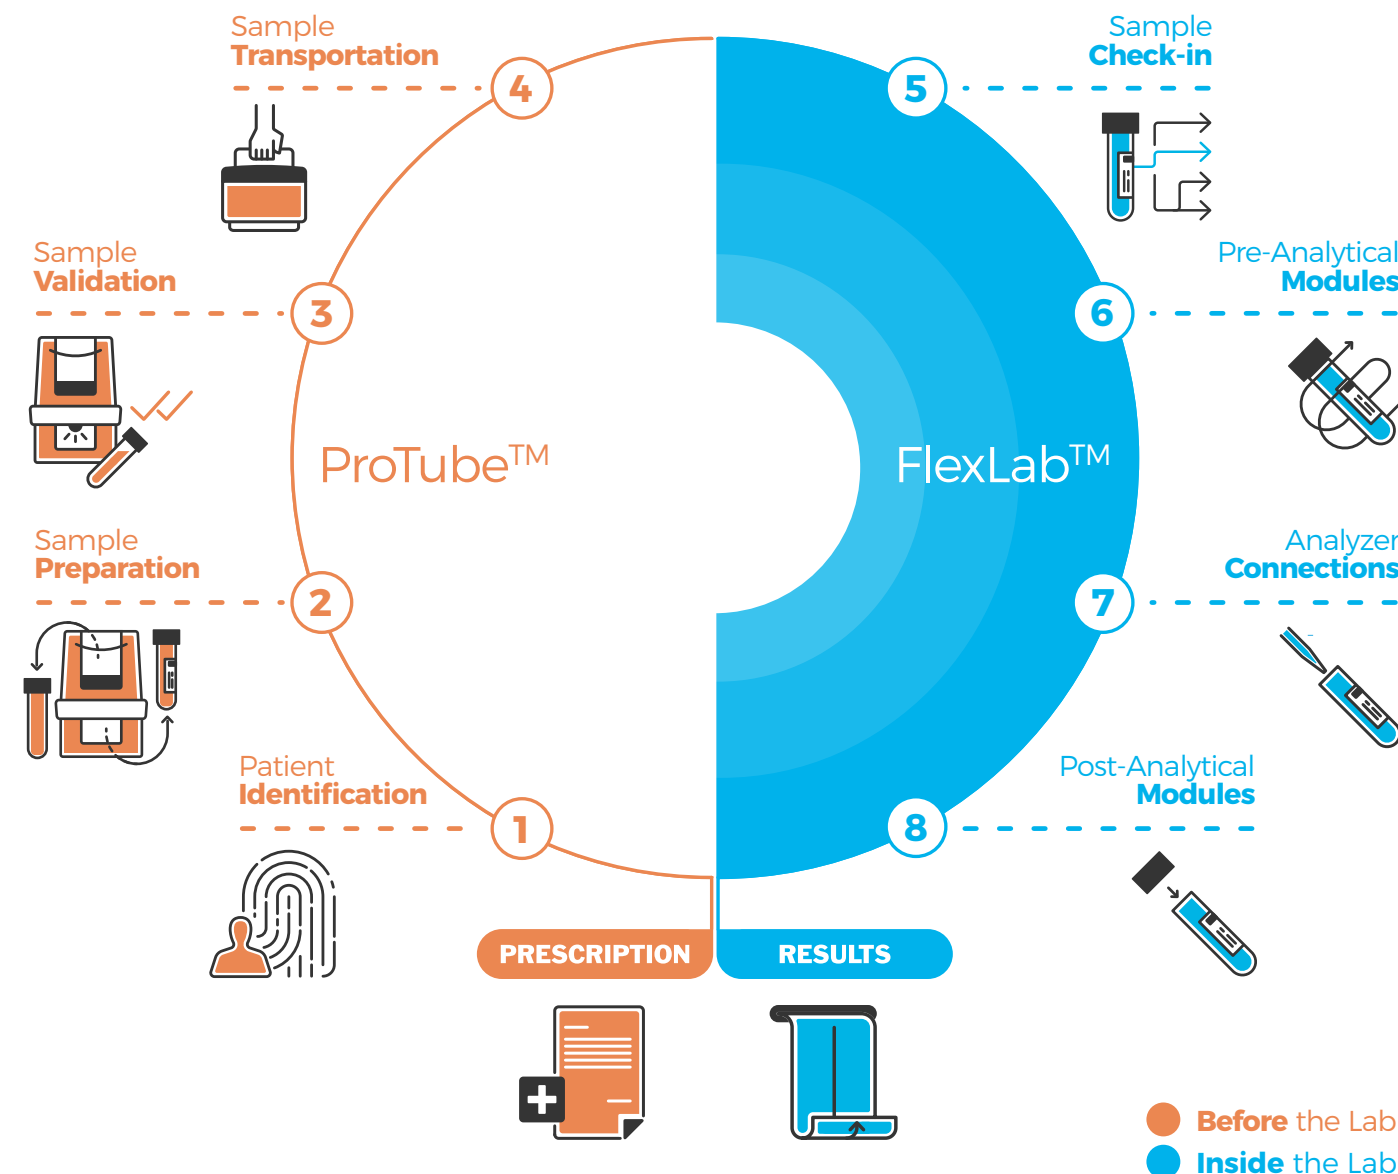 Sample
Transportation
4
Sample
Check-in
5
Sample
Validation
3
Pre-Analytical
Modules
6
ProTube™
FlexLab™
Sample
Preparation
2
Analyzer
Connections
7
Patient
Identification
1
Post-Analytical
Modules
8
PRESCRIPTION
RESULTS
Before the Lab
Inside the Lab